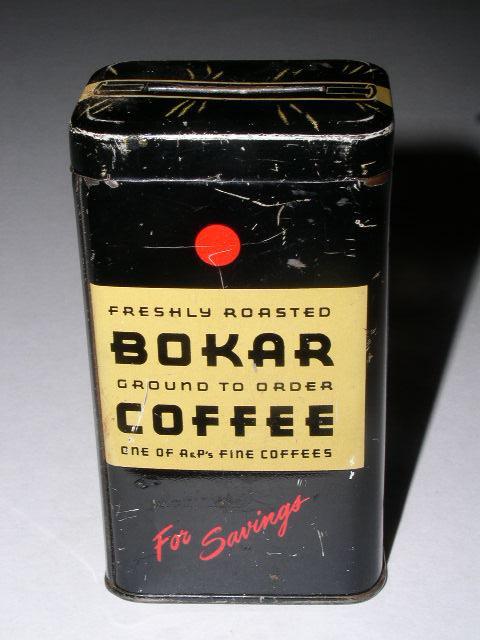 FRESHLY ROASTED
BOKAR
GROUND TO ORDER
COFFEE
ONE OF A&P's FINE COFFEES
For Savings